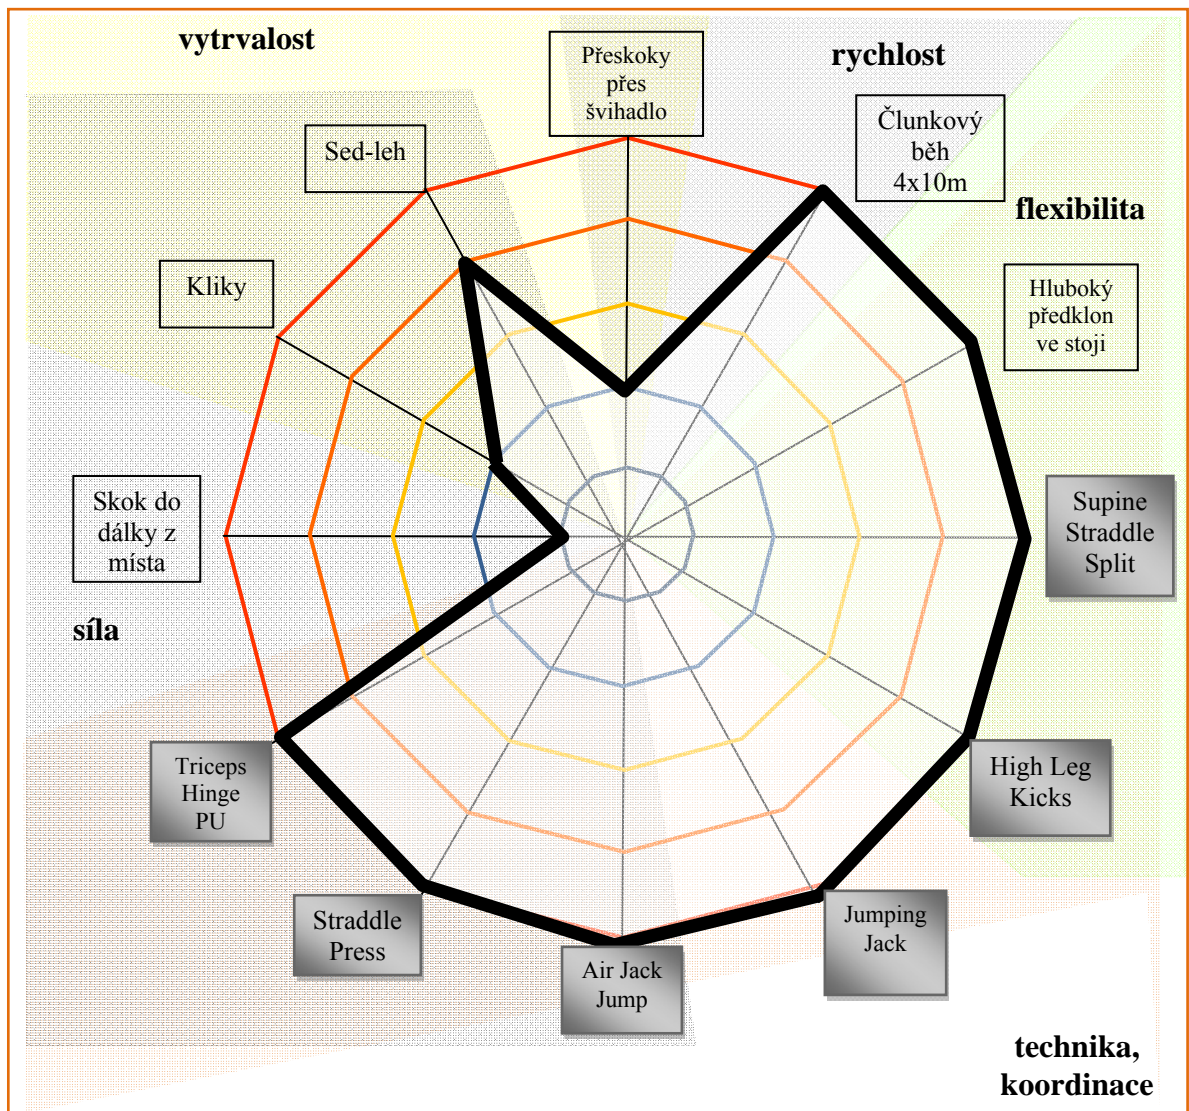 vytrvalost
rychlost
Přeskoky
přes
švihadlo
Člunkový
běh
4x10m
Sed-leh
flexibilita
Kliky
Hluboký
předklon
ve stoji
Skok do
dálky z
místa
Supine
Straddle
Split
síla
Triceps
Hinge
PU
High Leg
Kicks
Straddle
Press
Jumping
Jack
Air Jack
Jump
technika,
koordinace